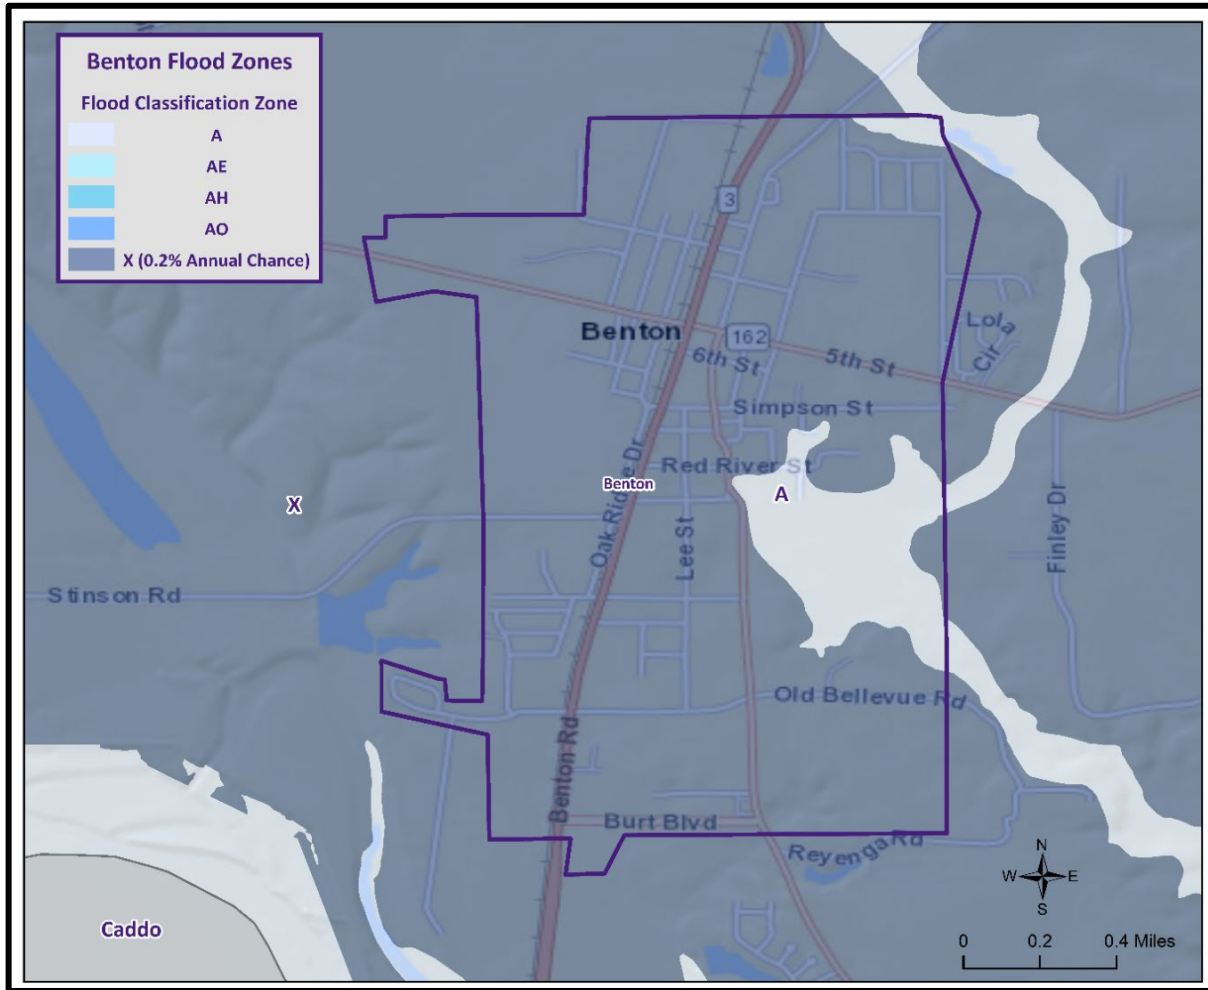 Benton Flood Zones
Flood Classification Zone
A
AE
AH
AO
X (0.2% Annual Chance)
3
Benton
162
6th St
5th St
Lola Cir
Simpson St
Red River St
Oak Ridge Dr
Benton
A
X
Lee St
Finley Dr
Stinson Rd
Old Bellevue Rd
Benton Rd
Burt Blvd
Reyenga Rd
Caddo
N
W
E
S
0 0.2 0.4 Miles